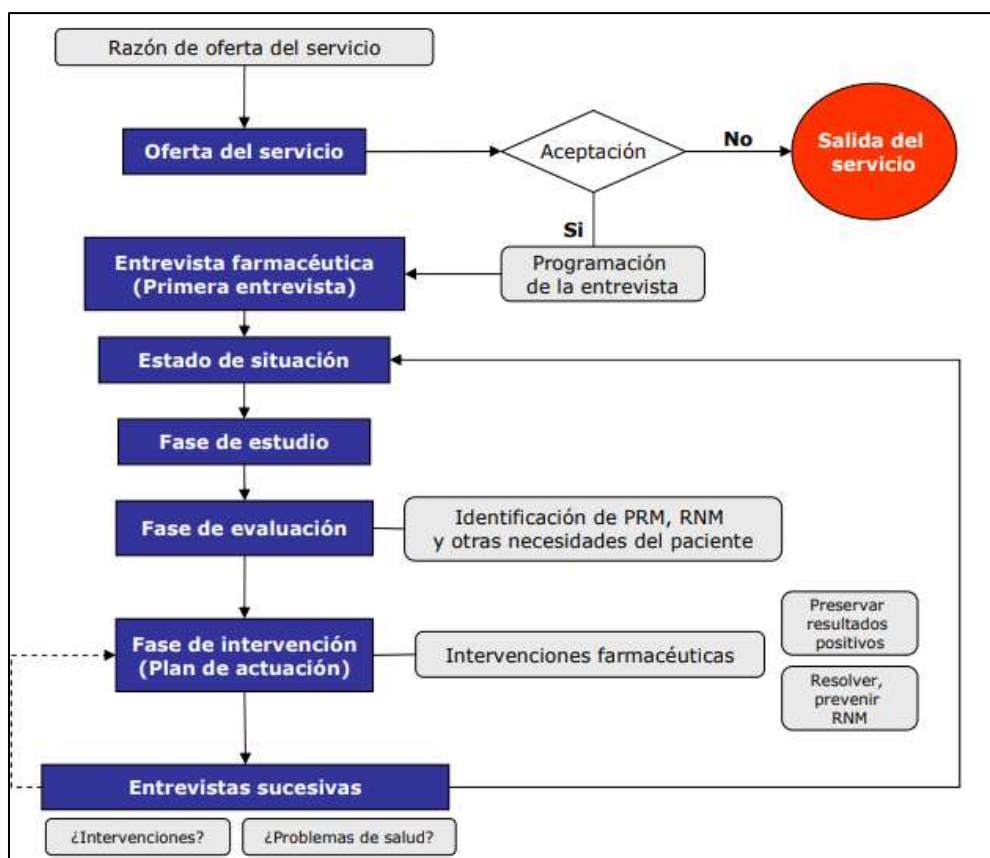 Razón de oferta del servicio
Oferta del servicio
Aceptación
No
Salida del
servicio
Si
Programación
de la entrevista
Entrevista farmacéutica
(Primera entrevista)
Estado de situación
Fase de estudio
Fase de evaluación
Identificación de PRM, RNM
y otras necesidades del paciente
Fase de intervención
(Plan de actuación)
Intervenciones farmacéuticas
Preservar
resultados
positivos
Resolver,
prevenir
RNM
Entrevistas sucesivas
¿Intervenciones?
¿Problemas de salud?